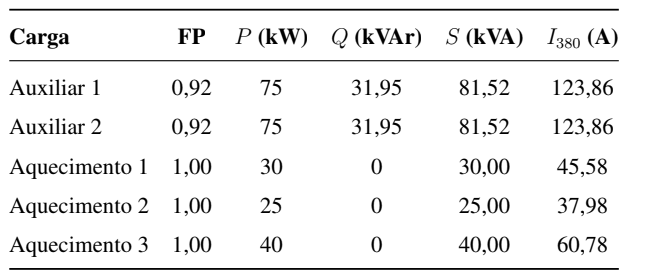 Carga FP P (kW) Q (kVAr) S (kVA) I380 (A)
Auxiliar 1 0,92 75 31,95 81,52 123,86
Auxiliar 2 0,92 75 31,95 81,52 123,86
Aquecimento 1 1,00 30 0 30,00 45,58
Aquecimento 2 1,00 25 0 25,00 37,98
Aquecimento 3 1,00 40 0 40,00 60,78